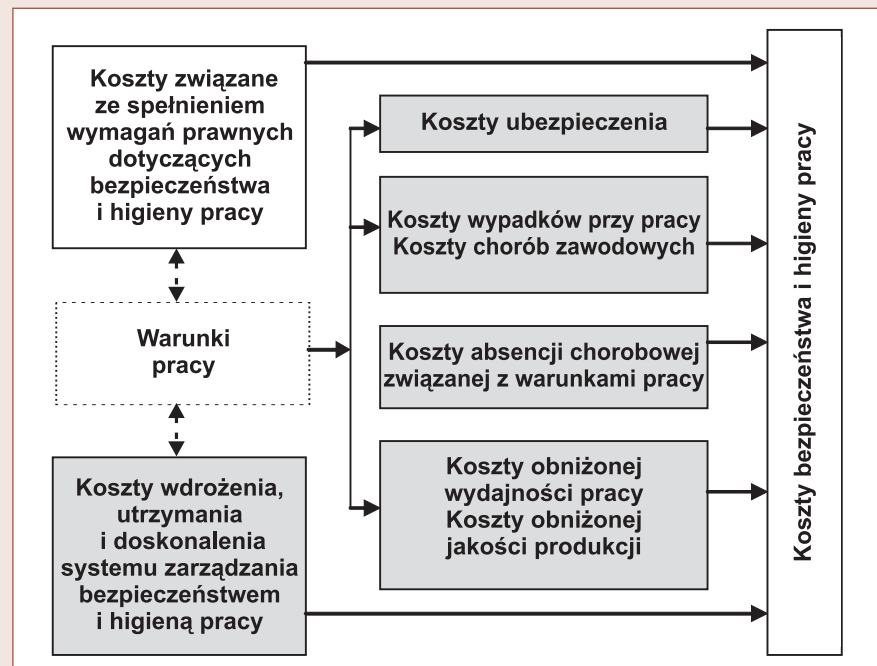 Koszty związane
ze spełnieniem
wymagań prawnych
dotyczących
bezpieczeństwa
i higieny pracy
Warunki
pracy
Koszty wdrożenia,
utrzymania
i doskonalenia
systemu zarządzania
bezpieczeństwem
i higieną pracy
Koszty ubezpieczenia
Koszty wypadków przy pracy
Koszty chorób zawodowych
Koszty absencji chorobowej
związanej z warunkami pracy
Koszty obniżonej
wydajności pracy
Koszty obniżonej
jakości produkcji
Koszty bezpieczeństwa i higieny pracy